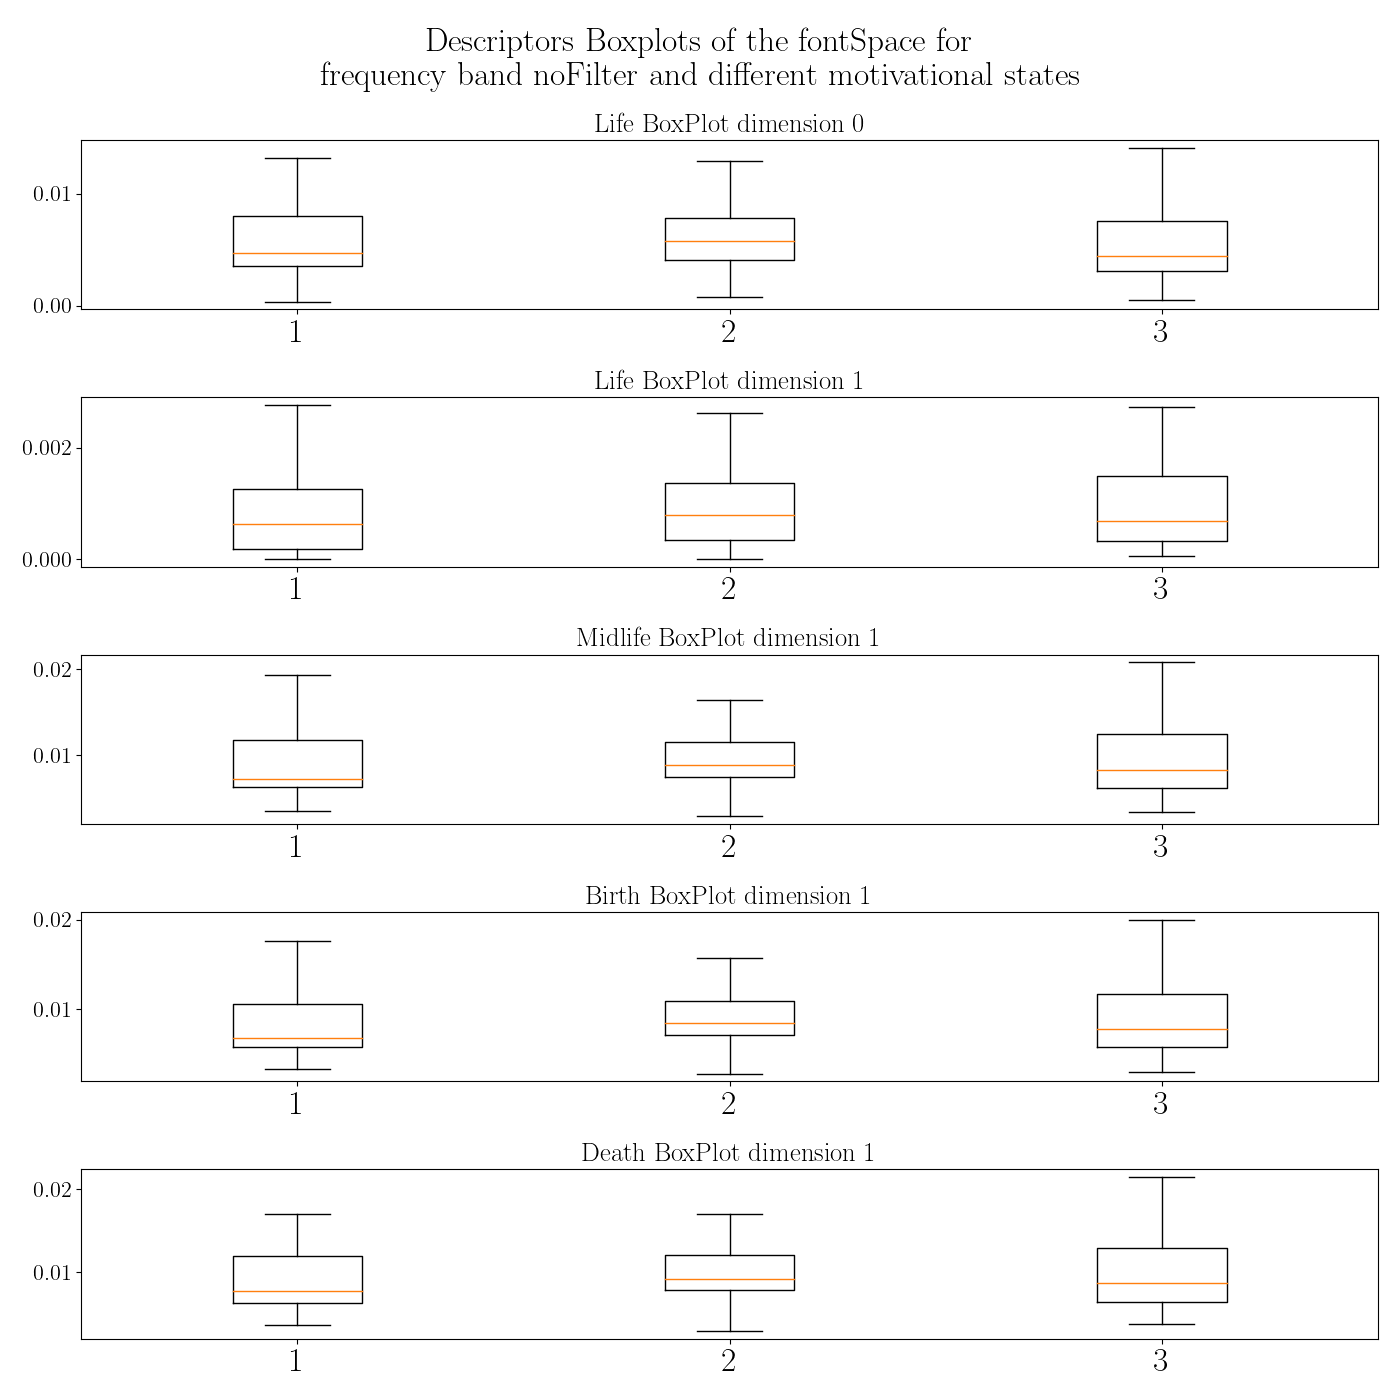 Descriptors Boxplots of the fontSpace for
frequency band noFilter and different motivational states
Life BoxPlot dimension 0
0.01
0.00
1 2 3
Life BoxPlot dimension 1
0.002
0.000
1 2 3
Midlife BoxPlot dimension 1
0.02
0.01
1 2 3
Birth BoxPlot dimension 1
0.02
0.01
1 2 3
Death BoxPlot dimension 1
0.02
0.01
1 2 3